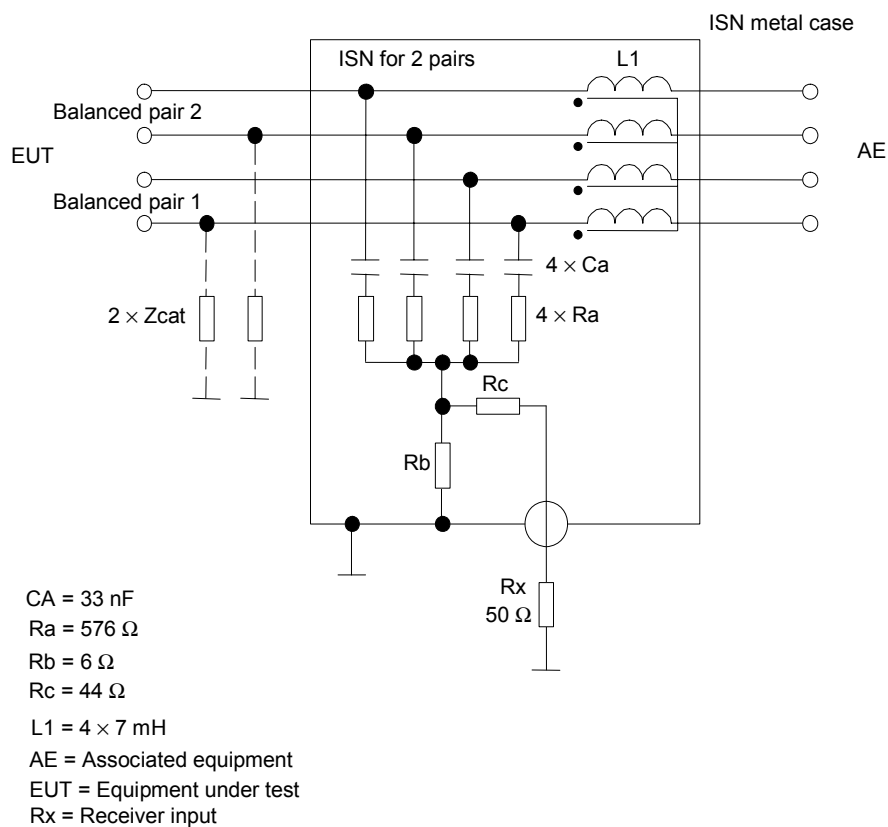 ISN metal case
ISN for 2 pairs
L1
Balanced pair 2
EUT
AE
Balanced pair 1
4 × Ca
2 × Zcat
4 × Ra
Rc
Rb
Rx
50 Ω
CA = 33 nF
Ra = 576 Ω
Rb = 6 Ω
Rc = 44 Ω
L1 = 4 × 7 mH
AE = Associated equipment
EUT = Equipment under test
Rx = Receiver input